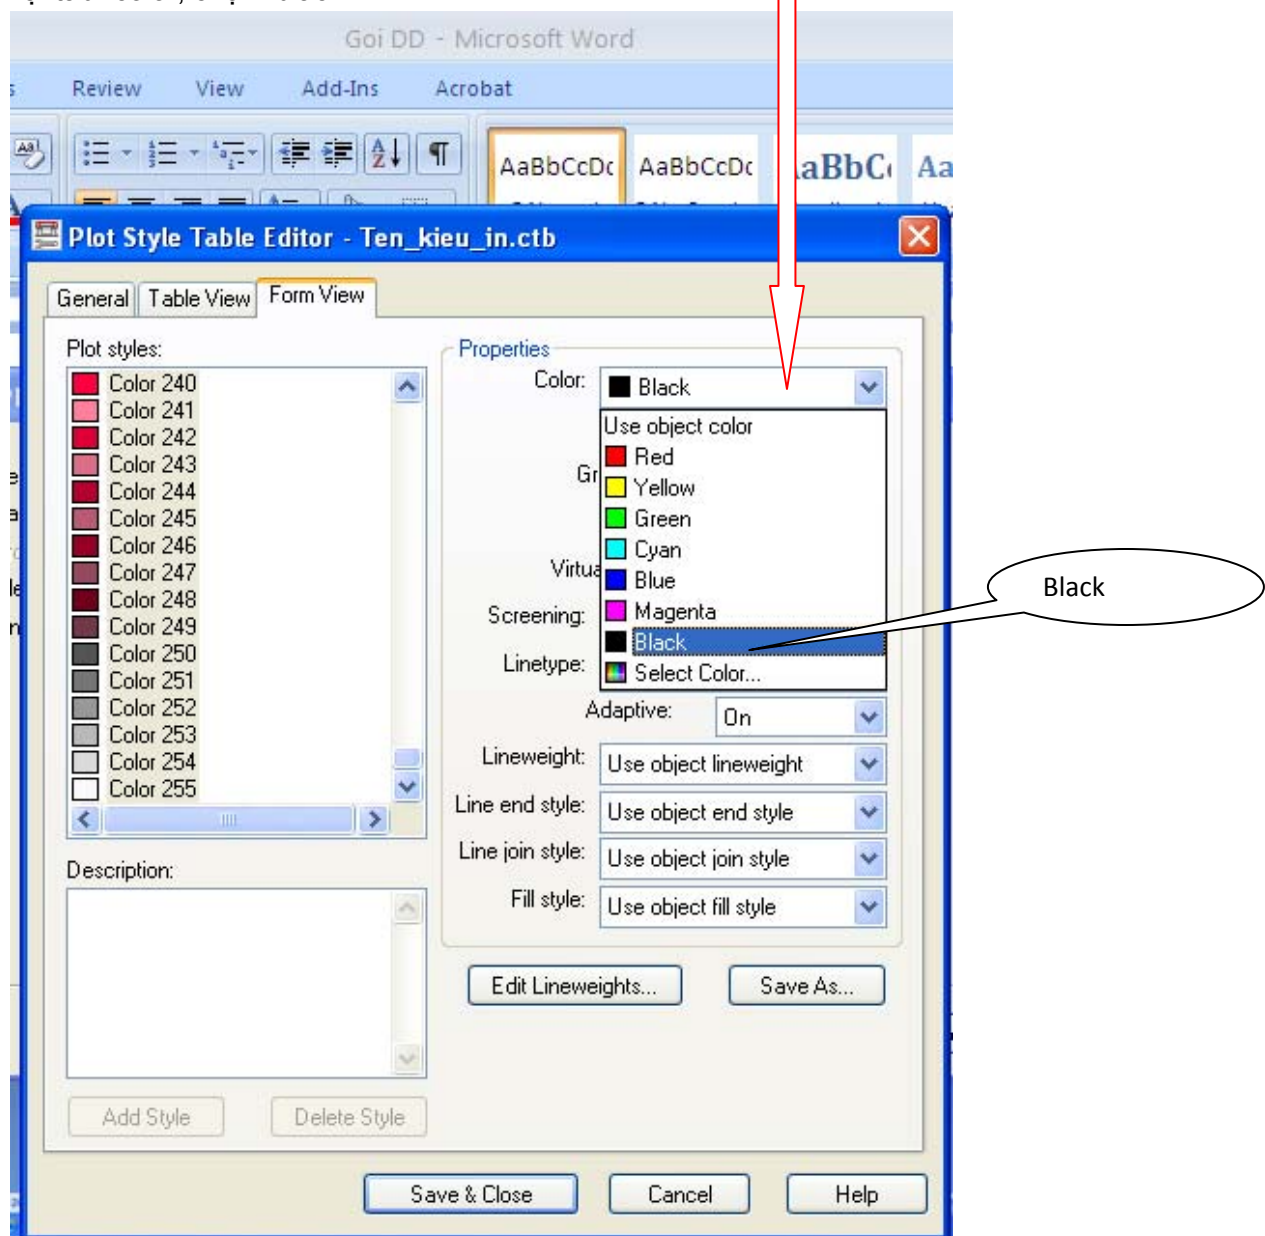 Goi DD - Microsoft Word
Review View Add-Ins Acrobat
AaBbCcDc AaBbCcDc AaBbC Aa
Plot Style Table Editor - Ten_kieu_in.ctb
General Table View Form View
Plot styles:
Color 240
Color 241
Color 242
Color 243
Color 244
Color 245
Color 246
Color 247
Color 248
Color 249
Color 250
Color 251
Color 252
Color 253
Color 254
Color 255
Description:
Add Style Delete Style
Properties
Color: Black
Use object color
Red
Gr
Yellow
Green
Cyan
Virtua
Blue
Screening:
Magenta
Black
Linetype:
Select Color...
Adaptive: On
Lineweight: Use object lineweight
Line end style: Use object end style
Line join style: Use object join style
Fill style: Use object fill style
Edit Lineweights... Save As...
Save & Close Cancel Help
Black